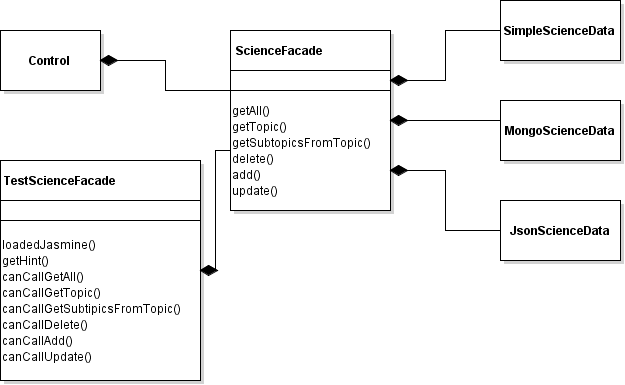 Control
ScienceFacade
getAll()
getTopic()
getSubtopicsFromTopic()
delete()
add()
update()
SimpleScienceData
MongoScienceData
JsonScienceData
TestScienceFacade
loadedJasmine()
getHint()
canCallGetAll()
canCallGetTopic()
canCallGetSubtipicsFromTopic()
canCallDelete()
canCallAdd()
canCallUpdate()